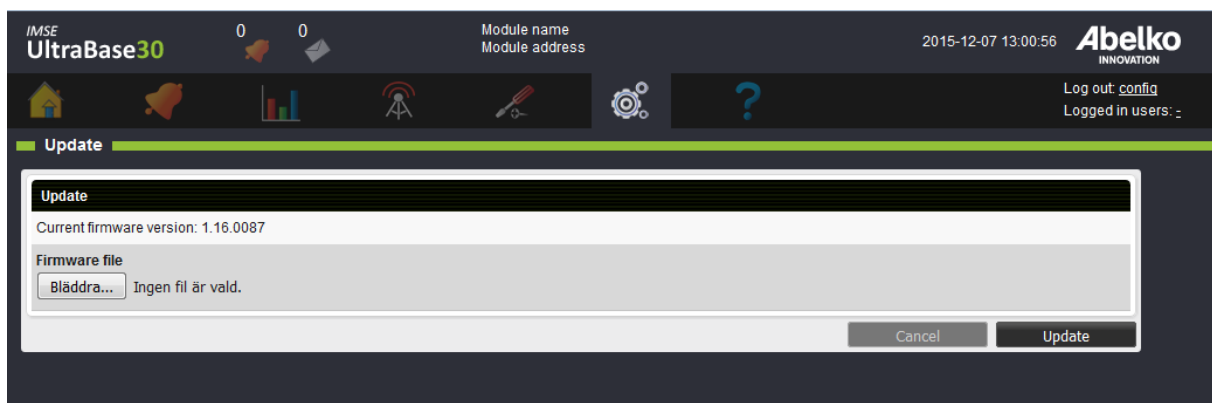 IMSE
UltraBase30
0
0
Module name
Module address
2015-12-07 13:00:56
Abelko
INNOVATION
?
Log out: config
Logged in users: -
Update
Update
Current firmware version: 1.16.0087
Firmware file
Bläddra... Ingen fil är vald.
Cancel
Update